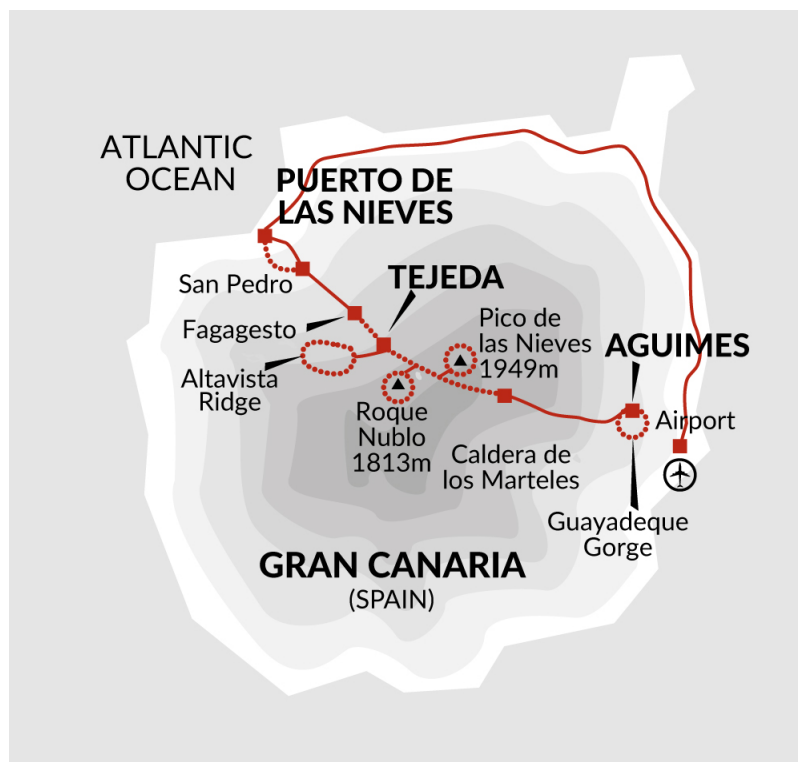 ATLANTIC
OCEAN
PUERTO DE
LAS NIEVES
San Pedro
TEJEDA
Fagagesto
Pico de
las Nieves
1949m
AGUIMES
Altavista
Ridge
Roque
Nublo
1813m
Airport
Caldera de
los Marteles
Guayadeque
Gorge
GRAN CANARIA
(SPAIN)